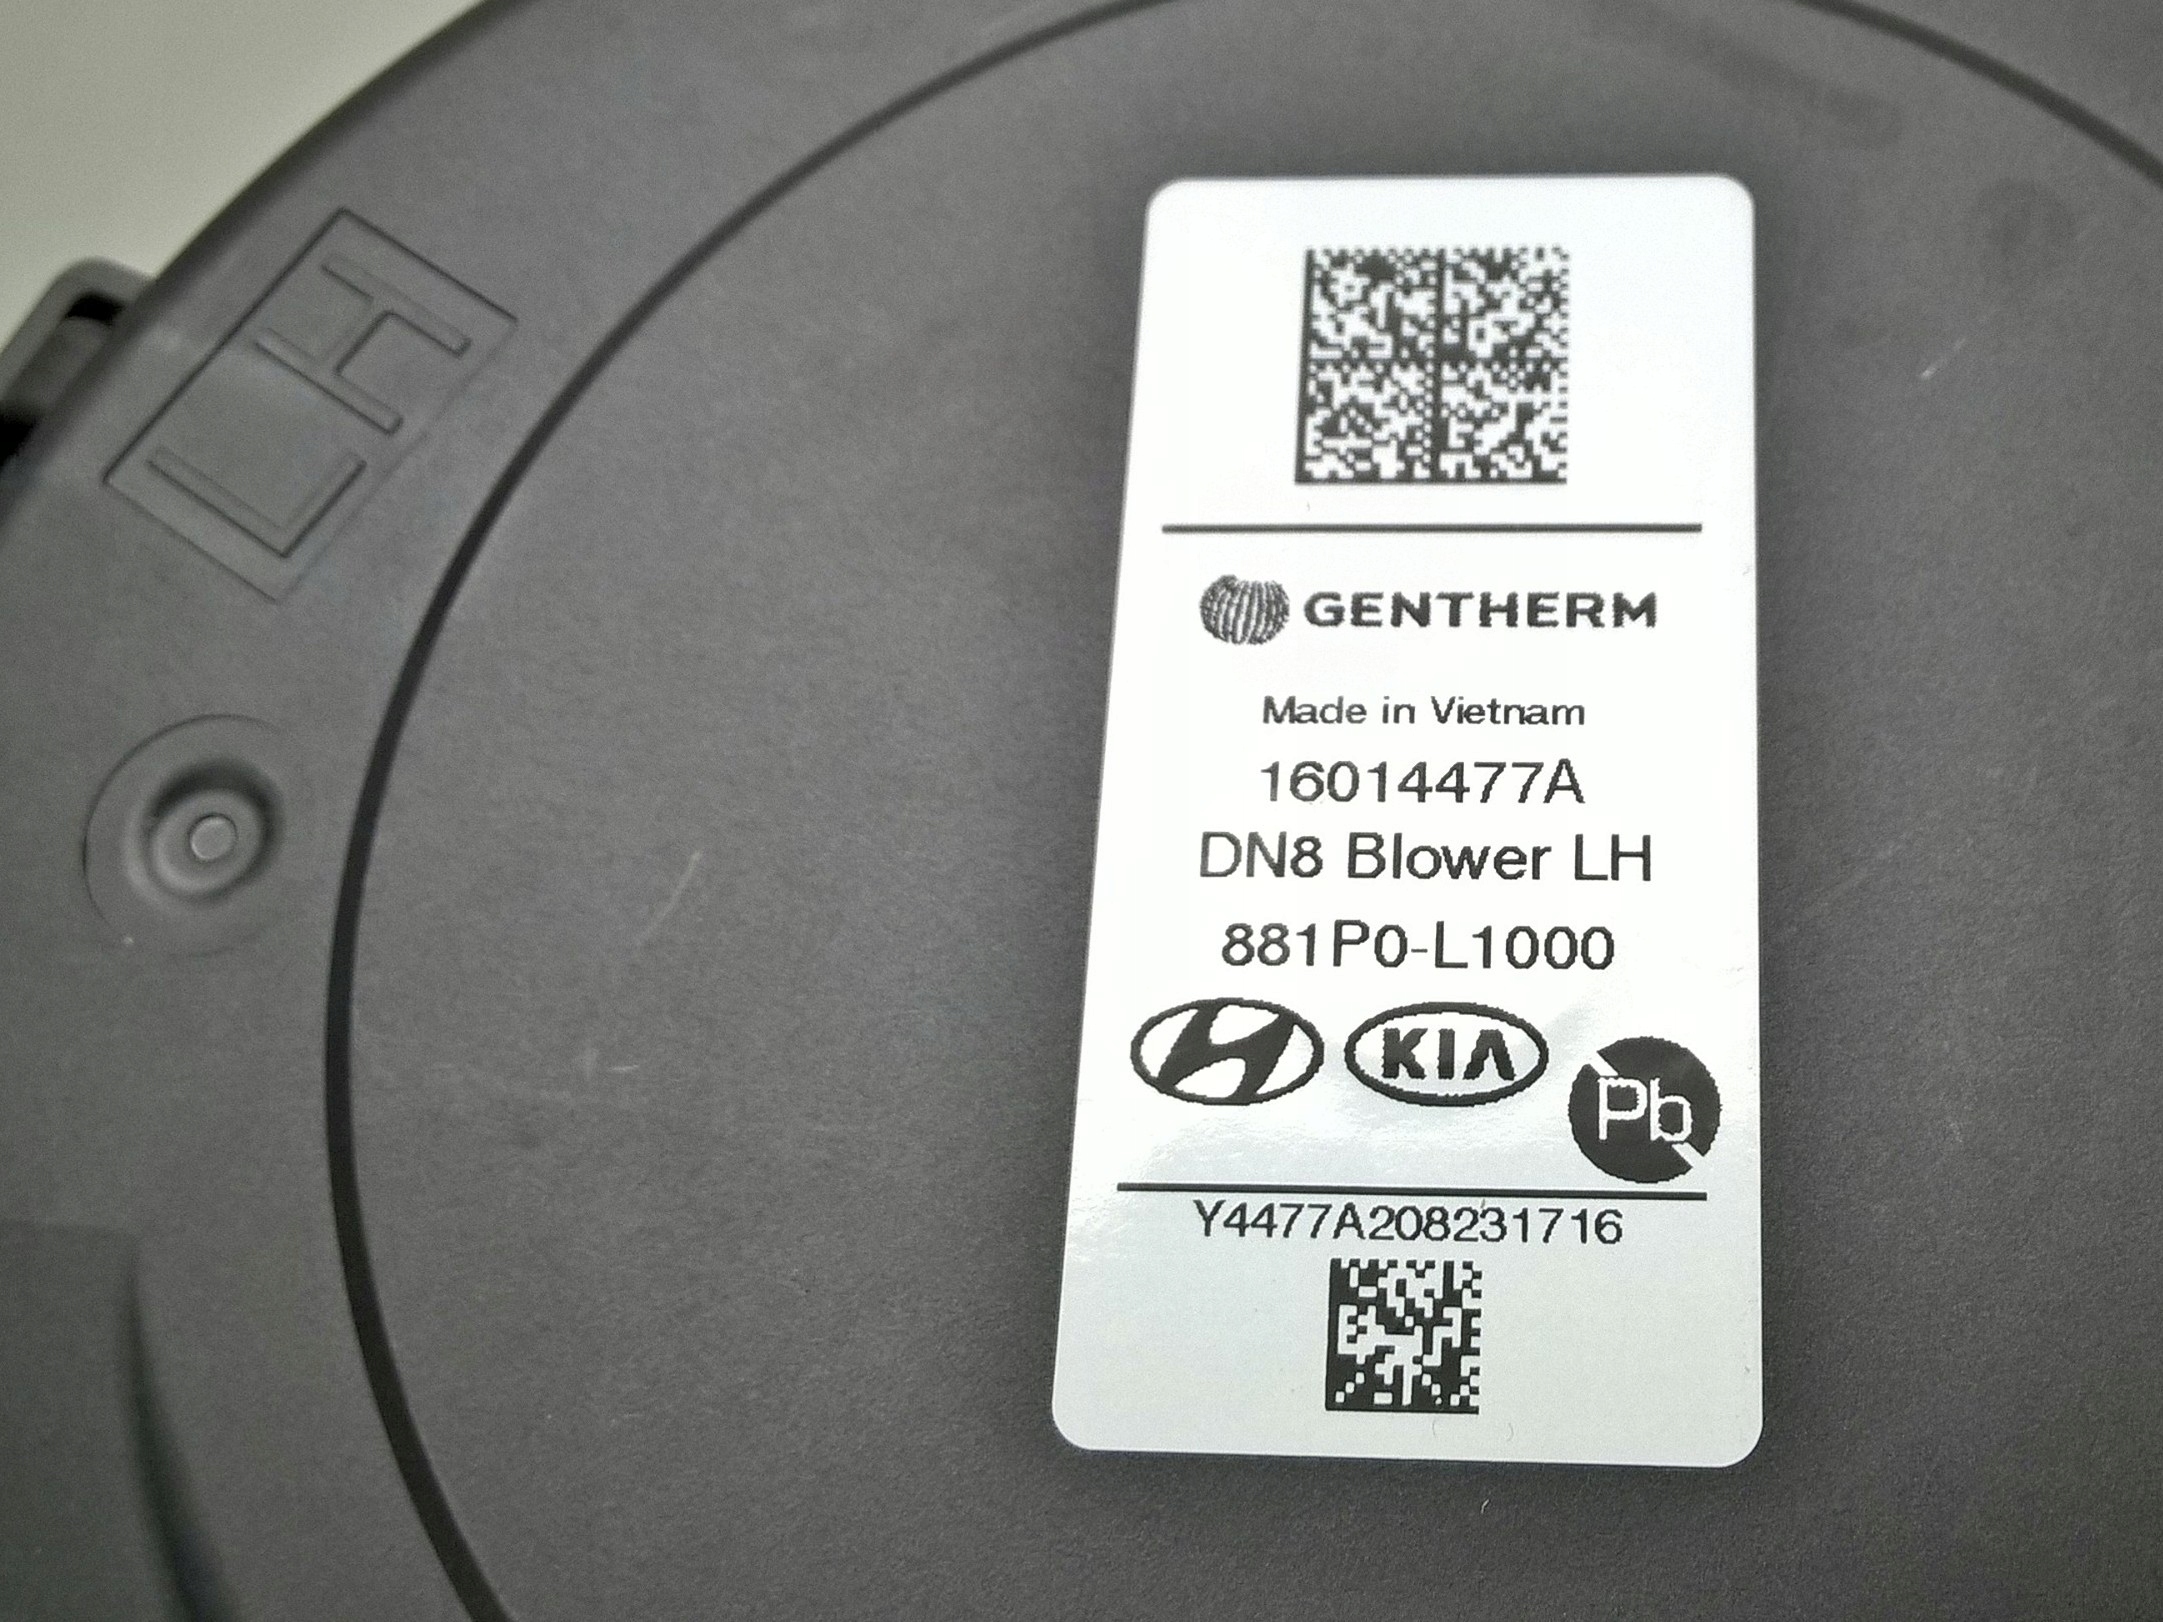 LH
GENTHERM
Made in Vietnam
16014477A
DN8 Blower LH
881P0-L1000
KIA
Pb
Y4477A208231716